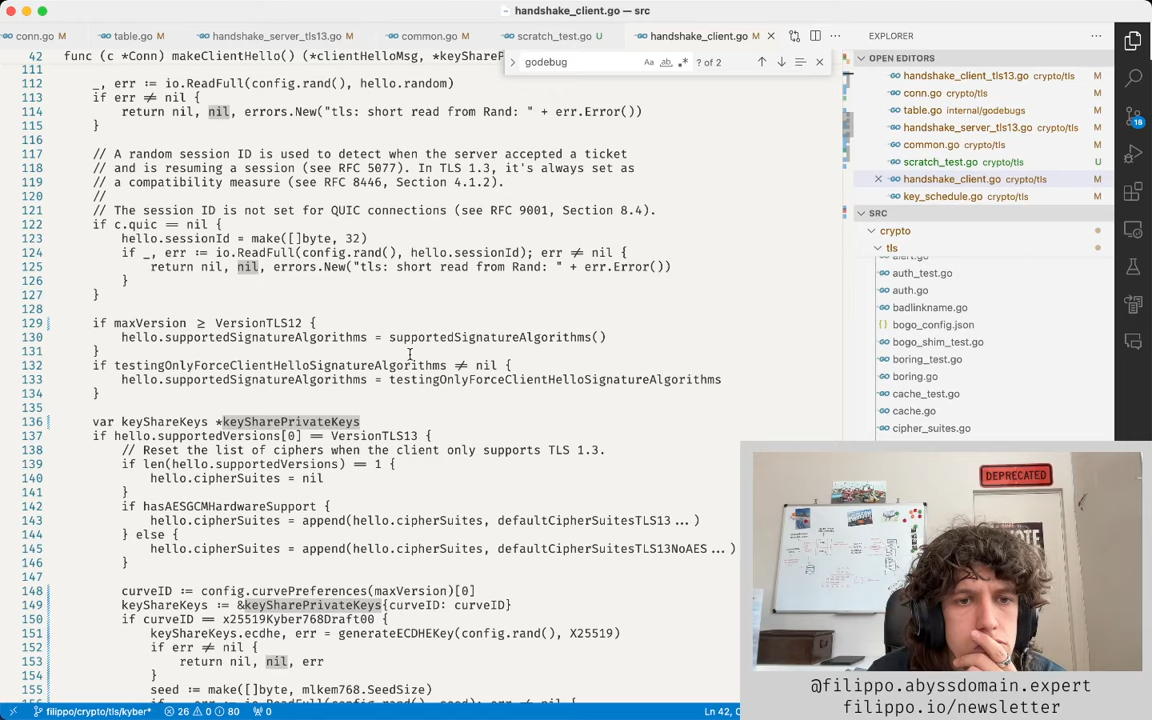 handshake_client.go — src
conn.go M
table.go M
handshake_server_tls13.go M
common.go M
scratch_test.go U
handshake_client.go M
EXPLORER
godebug
Aa
ab
? of 2
42 func (c *Conn) makeClientHello() (*clientHelloMsg, *keyShareP
111
112 _, err := io.ReadFull(config.rand(), hello.random)
113 if err ≠ nil {
114 return nil, nil, errors.New("tls: short read from Rand: " + err.Error())
115 }
116
117 // A random session ID is used to detect when the server accepted a ticket
118 // and is resuming a session (see RFC 5077). In TLS 1.3, it's always set as
119 // a compatibility measure (see RFC 8446, Section 4.1.2).
120 //
121 // The session ID is not set for QUIC connections (see RFC 9001, Section 8.4).
122 if c.quic == nil {
123 hello.sessionId = make([]byte, 32)
124 if _, err := io.ReadFull(config.rand(), hello.sessionId); err ≠ nil {
125 return nil, nil, errors.New("tls: short read from Rand: " + err.Error())
126 }
127 }
128
129 if maxVersion ≥ VersionTLS12 {
130 hello.supportedSignatureAlgorithms = supportedSignatureAlgorithms()
131 }
132 if testingOnlyForceClientHelloSignatureAlgorithms ≠ nil {
133 hello.supportedSignatureAlgorithms = testingOnlyForceClientHelloSignatureAlgorithms
134 }
135
136 var keyShareKeys *keySharePrivateKeys
137 if hello.supportedVersions[0] == VersionTLS13 {
138 // Reset the list of ciphers when the client only supports TLS 1.3.
139 if len(hello.supportedVersions) == 1 {
140 hello.cipherSuites = nil
141 }
142 if hasAESGCMHardwareSupport {
143 hello.cipherSuites = append(hello.cipherSuites, defaultCipherSuitesTLS13...)
144 } else {
145 hello.cipherSuites = append(hello.cipherSuites, defaultCipherSuitesTLS13NoAES...)
146 }
147
148 curveID := config.curvePreferences(maxVersion)[0]
149 keyShareKeys := &keySharePrivateKeys{curveID: curveID}
150 if curveID == x25519Kyber768Draft00 {
151 keyShareKeys.ecdhe, err = generateECDHEKey(config.rand(), X25519)
152 if err ≠ nil {
153 return nil, nil, err
154 }
155 seed := make([]byte, mlkem768.SeedSize)
OPEN EDITORS
handshake_client_tls13.go crypto/tls M
conn.go crypto/tls M
table.go internal/godebugs M
handshake_server_tls13.go crypto/tls M
common.go crypto/tls M
scratch_test.go crypto/tls U
handshake_client.go crypto/tls M
key_schedule.go crypto/tls M
SRC
crypto
tls
alert.go
auth_test.go
auth.go
badlinkname.go
bogo_config.json
bogo_shim_test.go
boring_test.go
boring.go
cache_test.go
cache.go
cipher_suites.go
18
DEPRECATED
@filippo.abyssdomain.expert
filippo.io/newsletter
filippo/crypto/tls/kyber* 26 0 80 0 Ln 42,